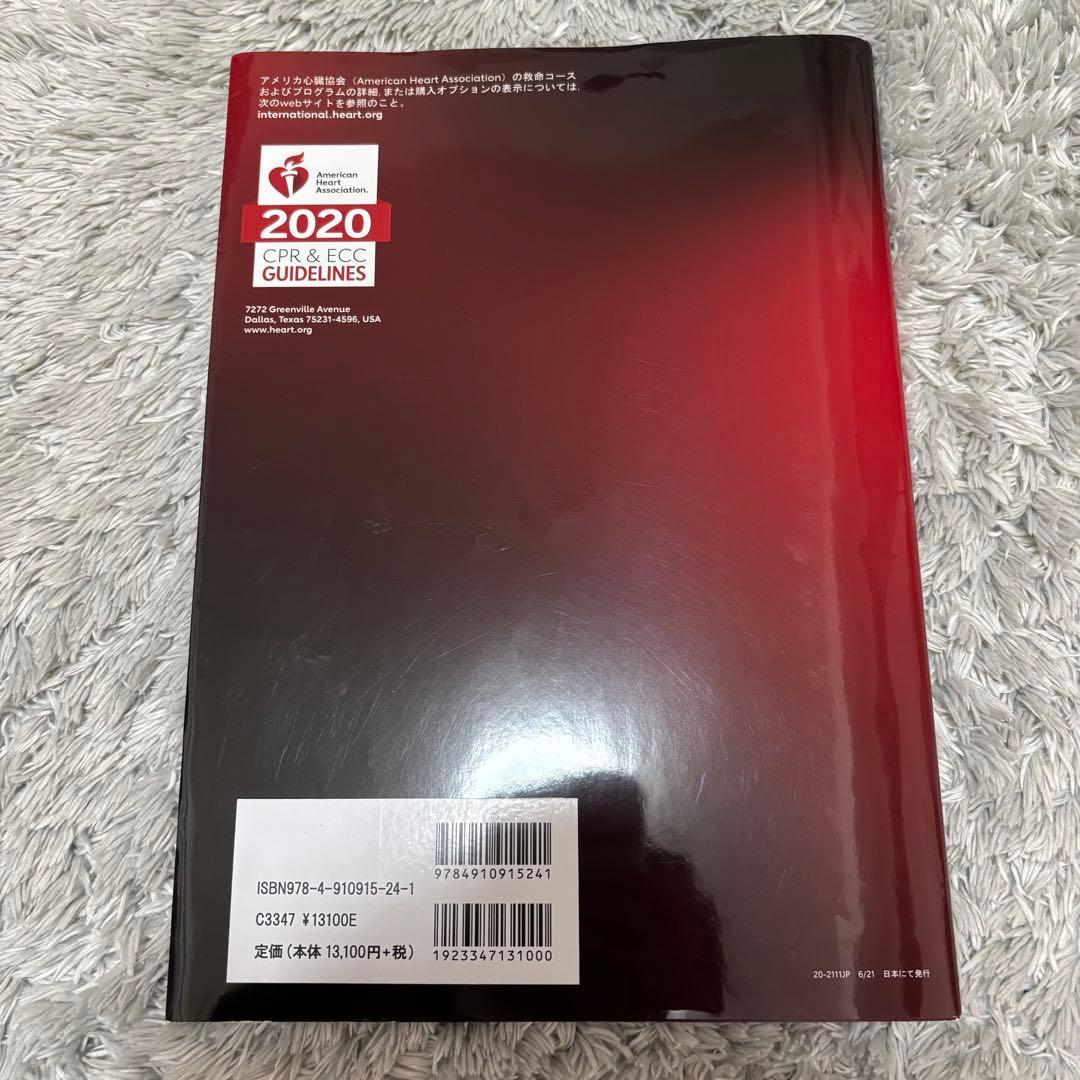 アメリカ心臓協会（American Heart Association）の救命コース
およびプログラムの詳細, または購入オプションの表示については,
次のwebサイトを参照のこと。
international.heart.org
American
Heart
Association.
2020
CPR & ECC
GUIDELINES
7272 Greenville Avenue
Dallas, Texas 75231-4596, USA
www.heart.org
9784910915241
ISBN978-4-910915-24-1
C3347 ¥13100E
定価(本体 13,100円+税)
1923347131000
20-2111JP 6/21 日本にて発行